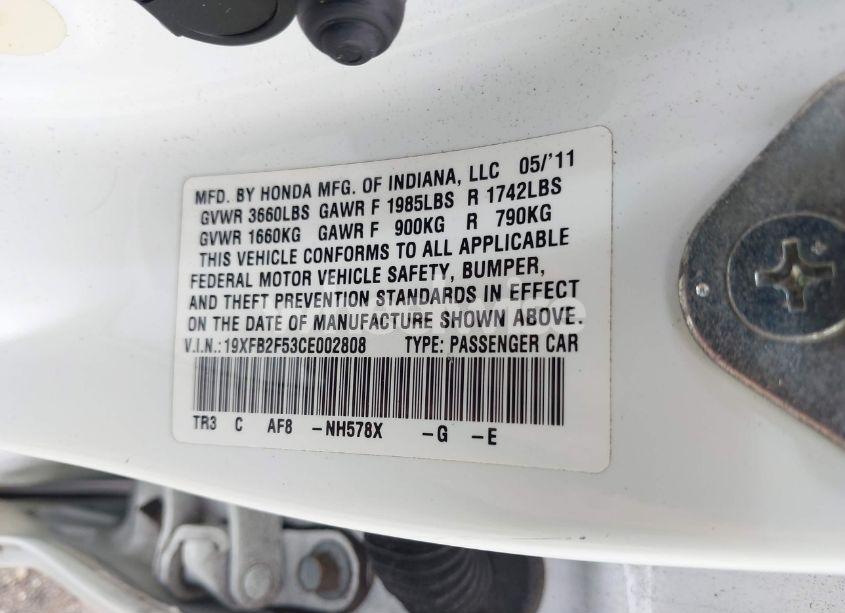 MFD. BY HONDA MFG. OF INDIANA, LLC 05/'11
GVWR 3660LBS GAWR F 1985LBS R 1742LBS
GVWR 1660KG GAWR F 900KG R 790KG
THIS VEHICLE CONFORMS TO ALL APPLICABLE
FEDERAL MOTOR VEHICLE SAFETY, BUMPER,
AND THEFT PREVENTION STANDARDS IN EFFECT
ON THE DATE OF MANUFACTURE SHOWN ABOVE.
V.I.N.:19XFB2F53CE002808 TYPE: PASSENGER CAR
TR3 C AF8 -NH578X -G -E